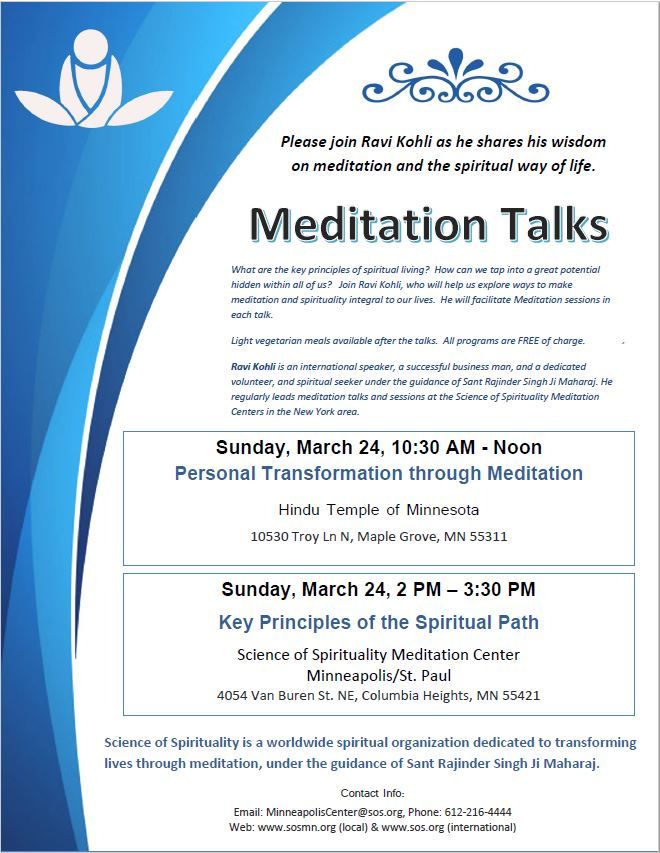 Please join Ravi Kohli as he shares his wisdom
on meditation and the spiritual way of life.
Meditation Talks
What are the key principles of spiritual living? How can we tap into a great potential
hidden within all of us? Join Ravi Kohli, who will help us explore ways to make
meditation and spirituality integral to our lives. He will facilitate Meditation sessions in
each talk.
Light vegetarian meals available after the talks. All programs are FREE of charge. .
Ravi Kohli is an international speaker, a successful business man, and a dedicated
volunteer, and spiritual seeker under the guidance of Sant Rajinder Singh Ji Maharaj. He
regularly leads meditation talks and sessions at the Science of Spirituality Meditation
Centers in the New York area.
Sunday, March 24, 10:30 AM - Noon
Personal Transformation through Meditation
Hindu Temple of Minnesota
10530 Troy Ln N, Maple Grove, MN 55311
Sunday, March 24, 2 PM – 3:30 PM
Key Principles of the Spiritual Path
Science of Spirituality Meditation Center
Minneapolis/St. Paul
4054 Van Buren St. NE, Columbia Heights, MN 55421
Science of Spirituality is a worldwide spiritual organization dedicated to transforming
lives through meditation, under the guidance of Sant Rajinder Singh Ji Maharaj.
Contact Info:
Email: MinneapolisCenter@sos.org, Phone: 612-216-4444
Web: www.sosmn.org (local) & www.sos.org (international)